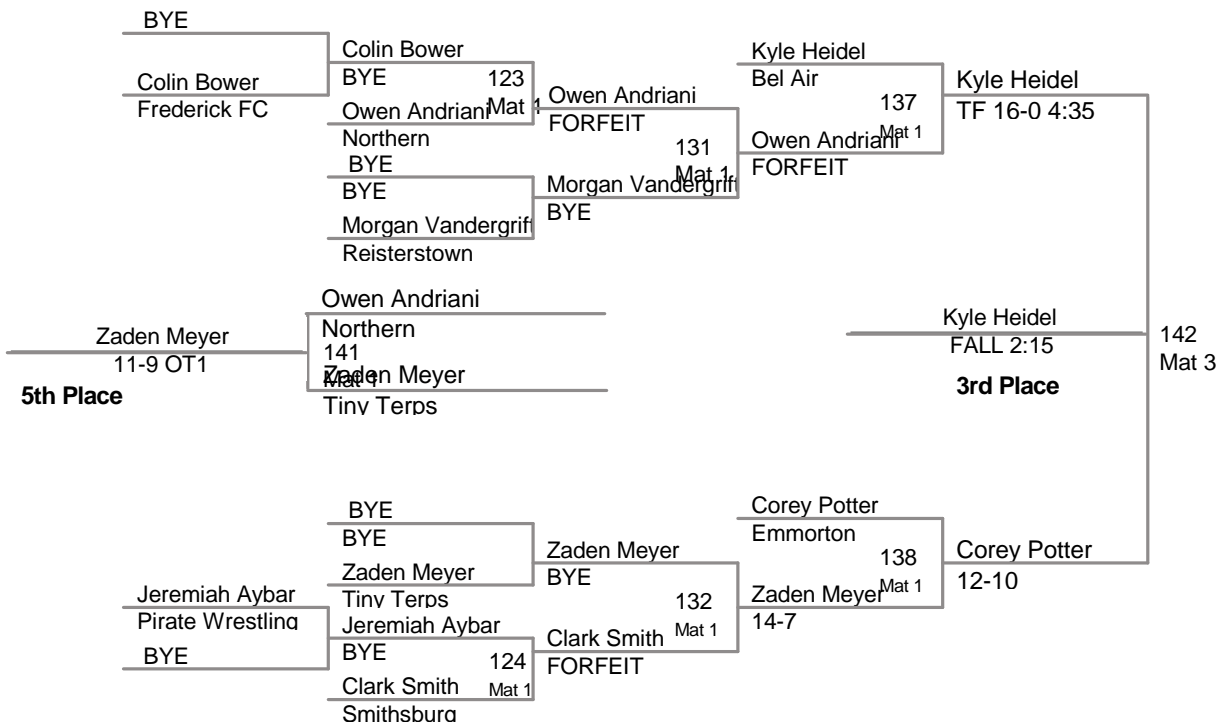 BYE
Colin Bower
Frederick FC
Colin Bower
BYE
123
Mat 1
Owen Andriani
Northern
BYE
BYE
Morgan Vandergrift
Reisterstown
Owen Andriani
FORFEIT
131
Mat 1
Morgan Vandergrift
BYE
Kyle Heidel
Bel Air
137
Mat 1
Owen Andriani
FORFEIT
Kyle Heidel
TF 16-0 4:35
Zaden Meyer
11-9 OT1
5th Place
Owen Andriani
Northern
141
Mat 1
Zaden Meyer
Tiny Terps
Kyle Heidel
FALL 2:15
3rd Place
142
Mat 3
BYE
BYE
Zaden Meyer
Tiny Terps
Jeremiah Aybar
Pirate Wrestling
BYE
Jeremiah Aybar
BYE
124
Mat 1
Clark Smith
Smithsburg
Zaden Meyer
BYE
132
Mat 1
Clark Smith
FORFEIT
Corey Potter
Emmorton
138
Mat 1
Zaden Meyer
14-7
Corey Potter
12-10